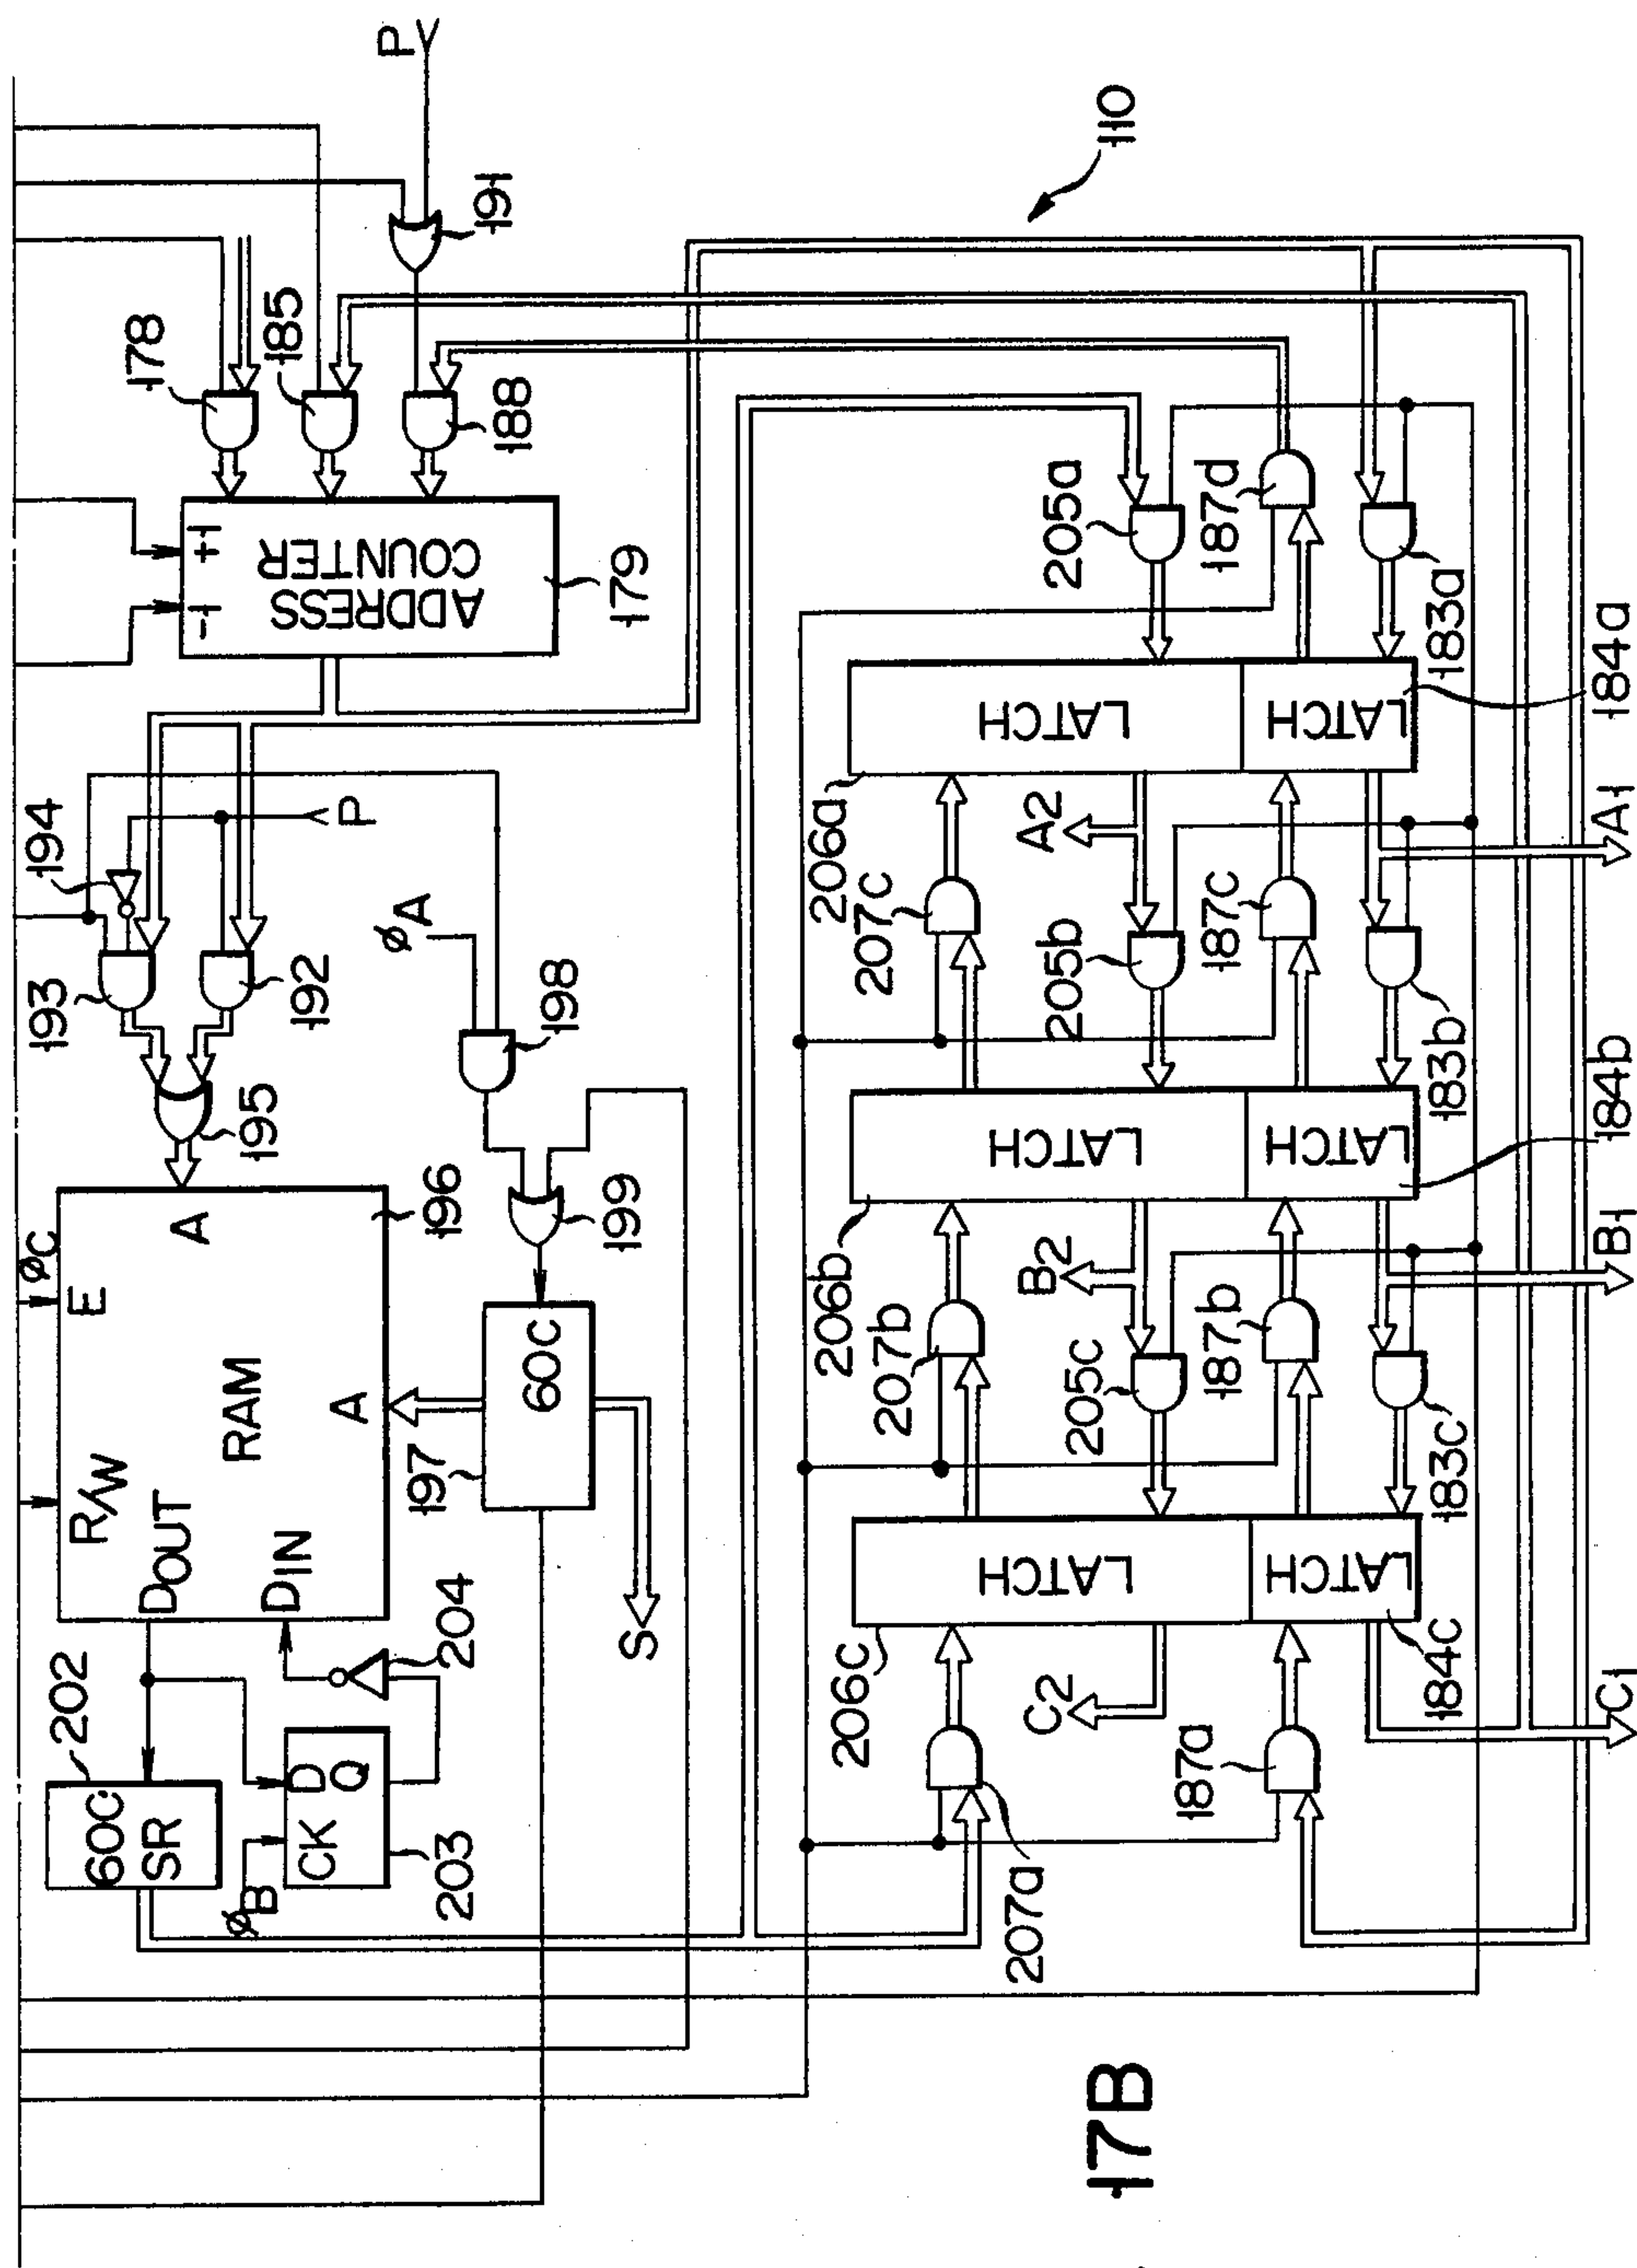 P
110
191
178
185
188
+1
-1
ADDRESS
COUNTER
179
194
P
193
192
195
øA
198
199
øC
E
A
196
RAM
R/W
A
DOUT
DIN
60C
197
S
202
60C
SR
204
D
Q
CK
øB
203
205a
187d
183a
184a
LATCH
LATCH
206a
A2
A1
207c
205b
187c
183b
184b
LATCH
LATCH
206b
B2
B1
207b
205c
187b
183c
LATCH
LATCH
206c
184c
C2
C1
187a
207a
17B